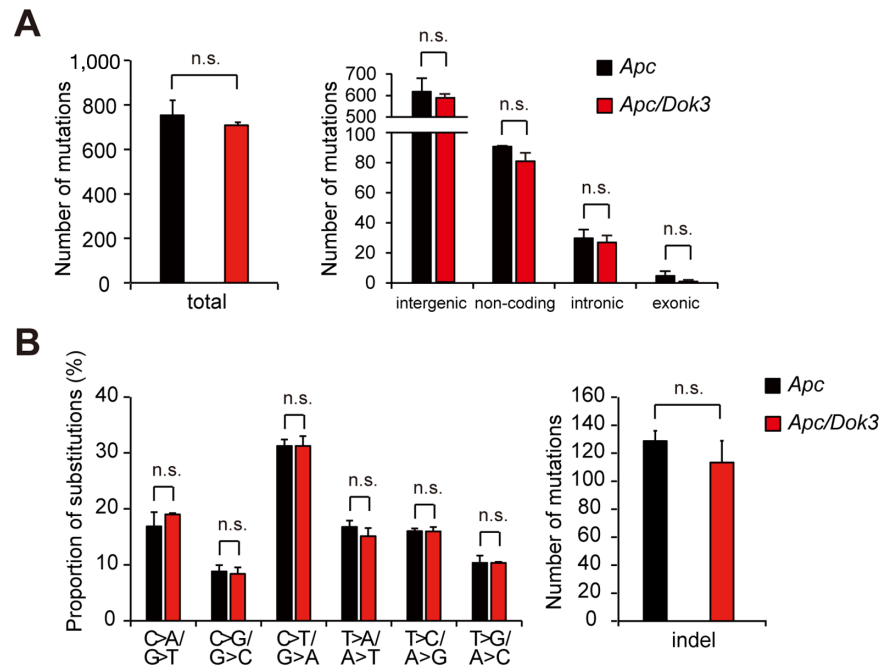 A
Number of mutations
1,000
800
600
400
200
0
n.s.
total
Number of mutations
700
600
500
100
80
60
40
20
0
n.s.
n.s.
n.s.
n.s.
intergenic non-coding intronic exonic
Apc
Apc/Dok3
B
Proportion of substitutions (%)
40
30
20
10
0
n.s.
n.s.
n.s.
n.s.
n.s.
n.s.
C>A/ C>G/ C>T/ T>A/ T>C/ T>G/
G>T G>C G>A A>T A>G A>C
Number of mutations
160
140
120
100
80
60
40
20
0
n.s.
indel
Apc
Apc/Dok3